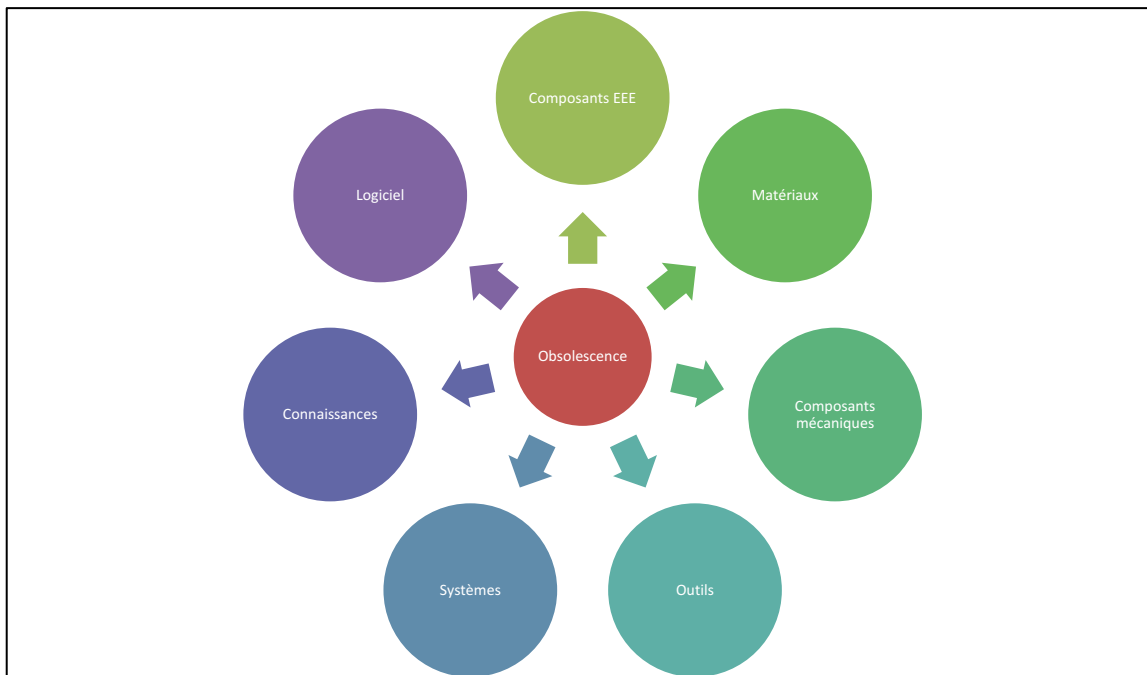 Composants EEE
Matériaux
Composants
mécaniques
Outils
Systèmes
Connaissances
Logiciel
Obsolescence